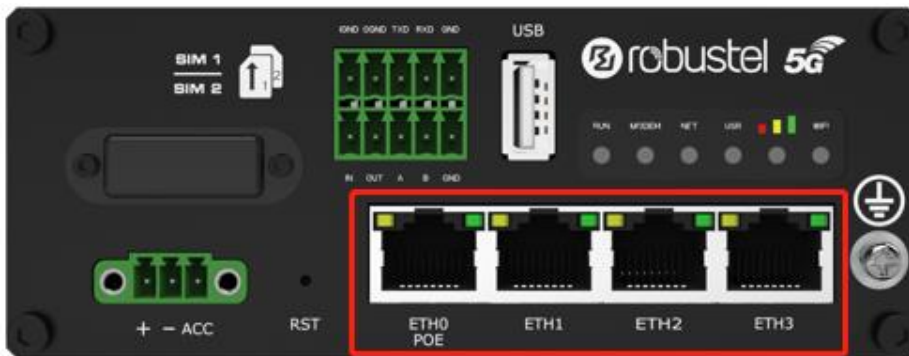 IGND OGND TXD RXD GND
USB
SIM 1
SIM 2
1
2
robustel 5G
RUN MODEM NET USR WIFI
IN OUT A B GND
+ - ACC
RST
ETH0
POE
ETH1
ETH2
ETH3